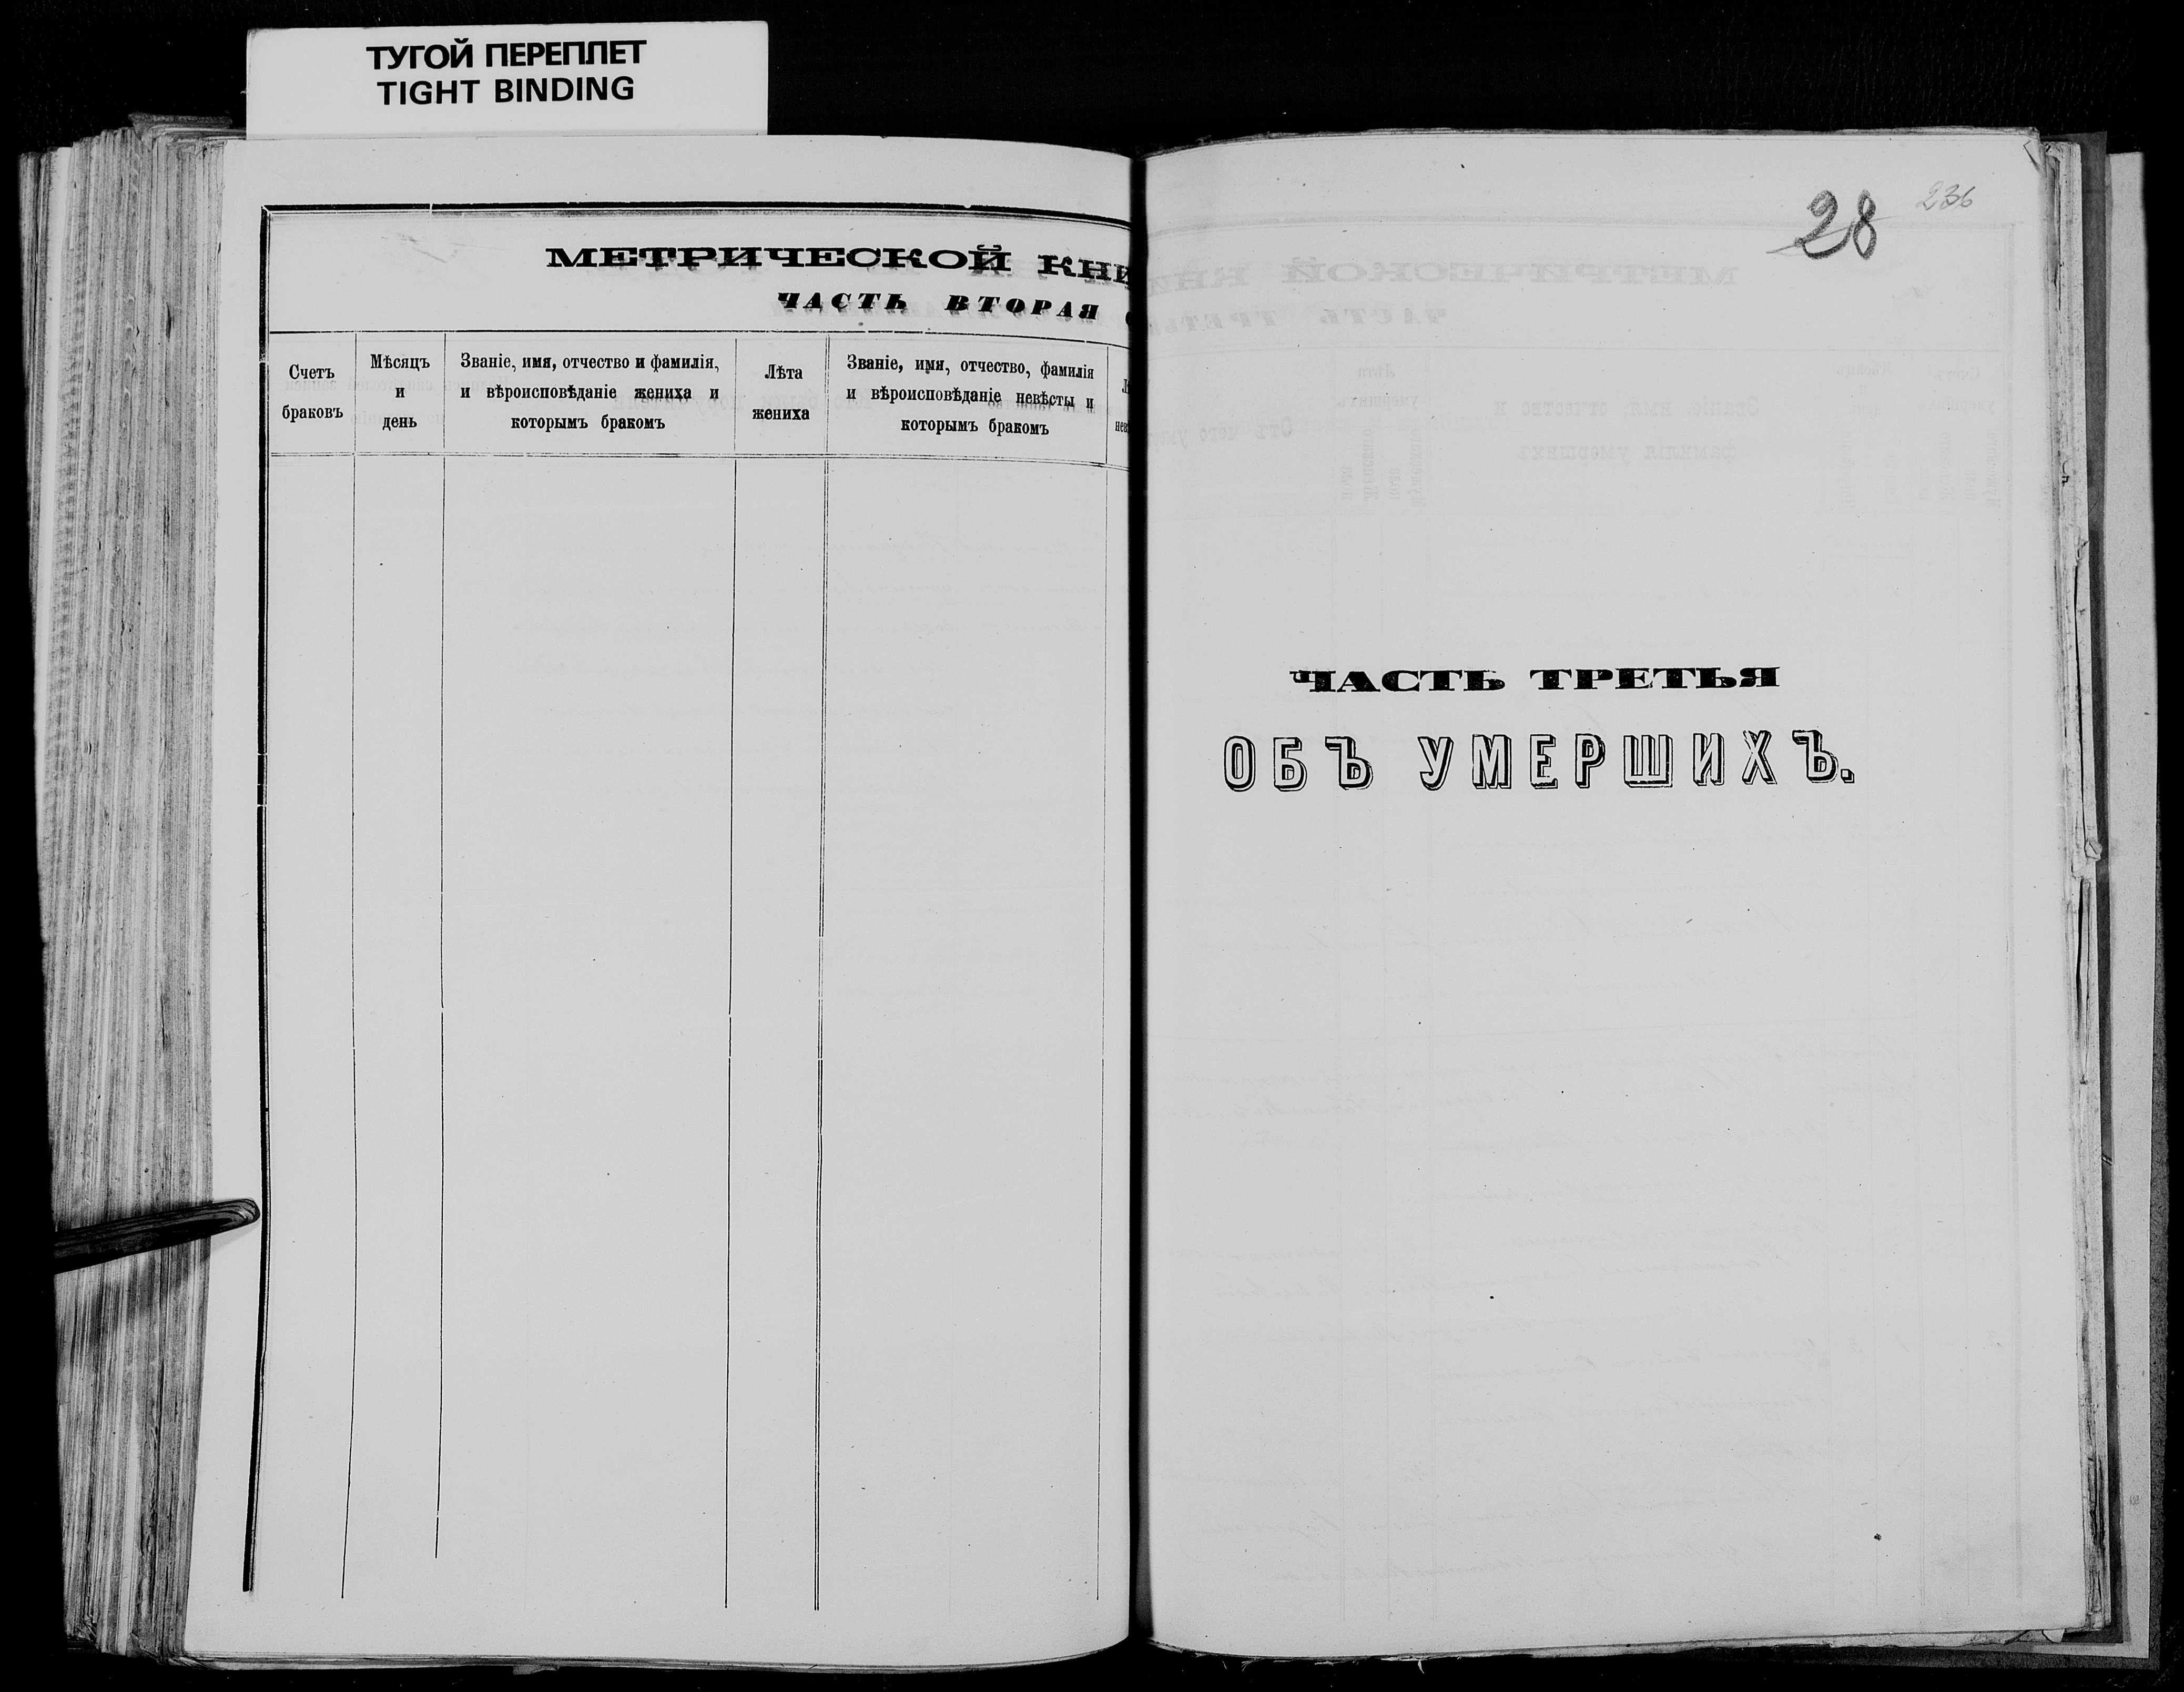 ТУГОЙ ПЕРЕПЛЕТ
TIGHT BINDING
МЕТРИЧЕСКОЙ КНИ
ЧАСТЬ ВТОРАЯ
Счетъ
браковъ
Мѣсяцъ
и
день
Званіе, имя, отчество и фамилія,
и вѣроисповѣданіе жениха и
которымъ бракомъ
Лѣта
жениха
Званіе, имя, отчество, фамилія
и вѣроисповѣданіе невѣсты и
которымъ бракомъ
28
236
ЧАСТЬ ТРЕТЬЯ
ОБЪ УМЕРШИХЪ.